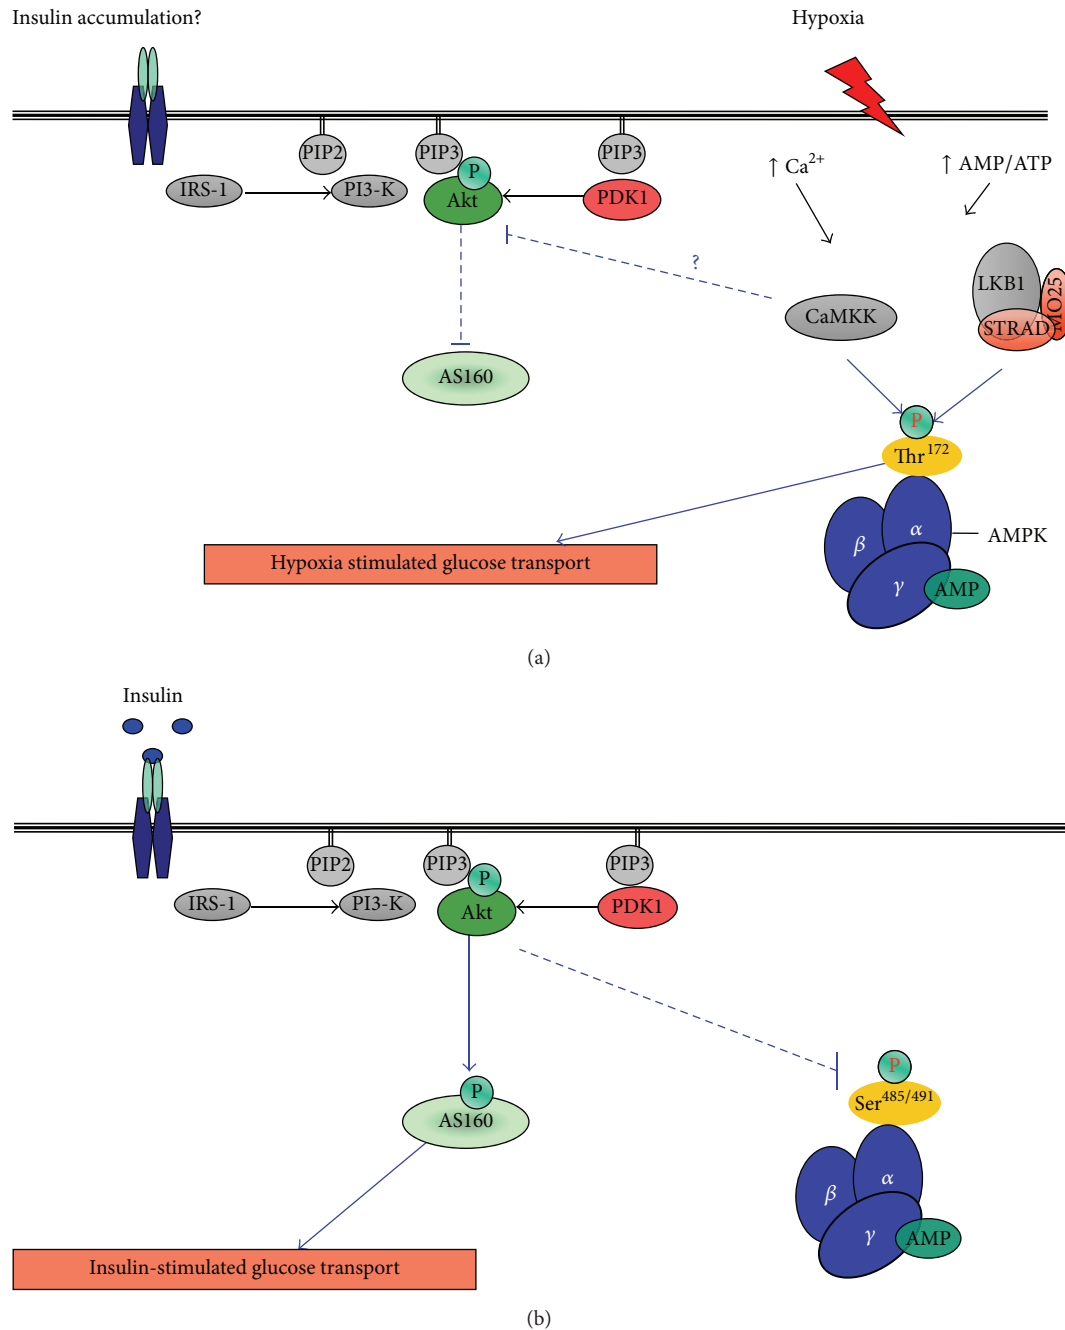 Insulin accumulation?
Hypoxia
PIP2
PIP3
P
PIP3
↑ Ca²⁺
↑ AMP/ATP
IRS-1
PI3-K
Akt
PDK1
?
LKB1
MO25
STRAD
CaMKK
AS160
P
Thr¹⁷²
α
β
AMPK
γ
AMP
Hypoxia stimulated glucose transport
(a)
Insulin
PIP2
PIP3
P
PIP3
IRS-1
PI3-K
Akt
PDK1
P
AS160
P
Ser⁴⁸⁵/⁴⁹¹
α
β
γ
AMP
Insulin-stimulated glucose transport
(b)